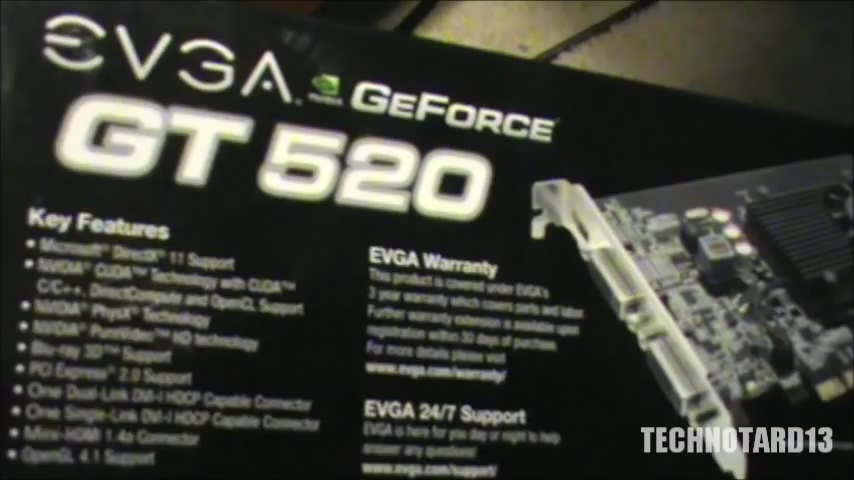 EVGA.
NVIDIA
GEFORCE
GT 520
Key Features
• Microsoft® DirectX® 11 Support
• NVIDIA® CUDA™ Technology with CUDA™
C/C++, DirectCompute and OpenCL Support
• NVIDIA® PhysX® Technology
• NVIDIA® PureVideo™ HD technology
• Blu-ray 3D™ Support
• PCI Express® 2.0 Support
• One Dual-Link DVI-I HDCP Capable Connector
• One Single-Link DVI-I HDCP Capable Connector
• Mini-HDMI 1.4a Connector
• OpenGL 4.1 Support
EVGA Warranty
This product is covered under EVGA's
3 year warranty which covers parts and labor.
Further warranty extension is available upon
registration within 30 days of purchase.
For more details please visit
www.evga.com/warranty/
EVGA 24/7 Support
EVGA is here for you day or night to help
answer any questions!
www.evga.com/support/
TECHNOTARD13